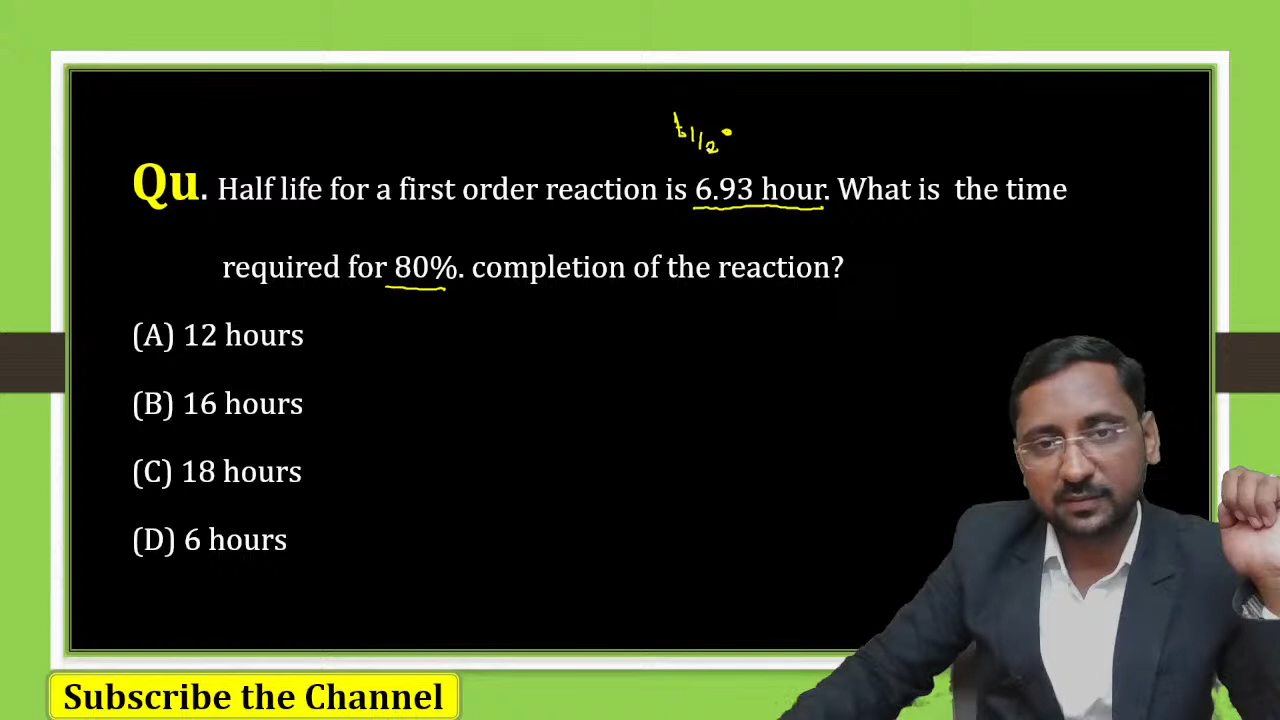 t1/2
Qu. Half life for a first order reaction is 6.93 hour. What is the time
required for 80%. completion of the reaction?
(A) 12 hours
(B) 16 hours
(C) 18 hours
(D) 6 hours
Subscribe the Channel